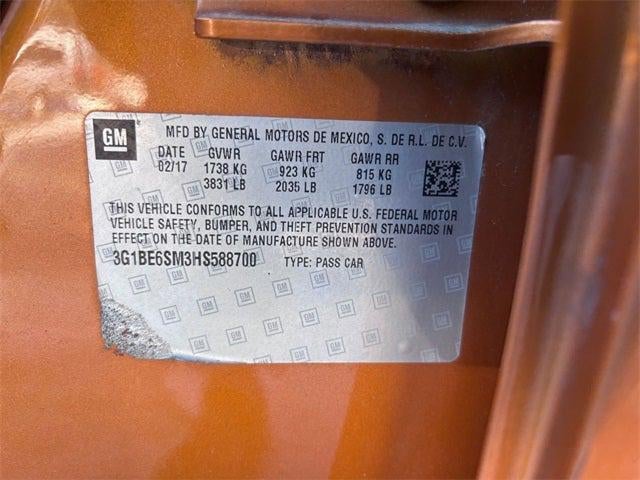 GM MFD BY GENERAL MOTORS DE MEXICO, S. DE R.L. DE C.V.
DATE GVWR GAWR FRT GAWR RR
02/17 1738 KG 923 KG 815 KG
3831 LB 2035 LB 1796 LB
THIS VEHICLE CONFORMS TO ALL APPLICABLE U.S. FEDERAL MOTOR
VEHICLE SAFETY, BUMPER, AND THEFT PREVENTION STANDARDS IN
EFFECT ON THE DATE OF MANUFACTURE SHOWN ABOVE.
3G1BE6SM3HS588700 TYPE: PASS CAR